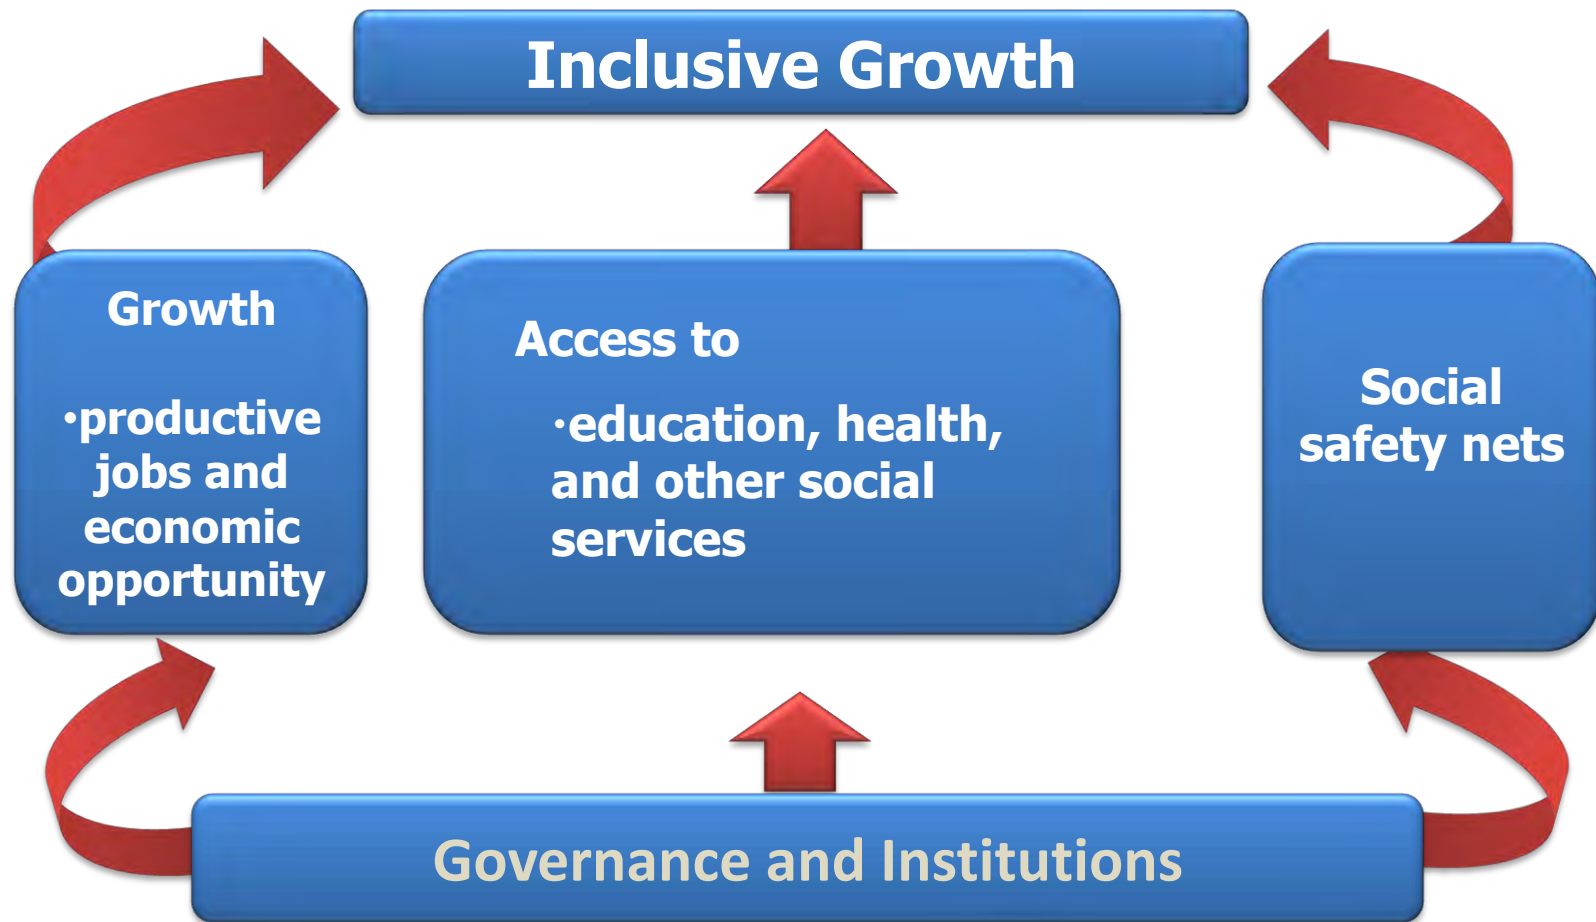 Inclusive Growth
Growth
•productive
jobs and
economic
opportunity
Access to
•education, health,
and other social
services
Social
safety nets
Governance and Institutions